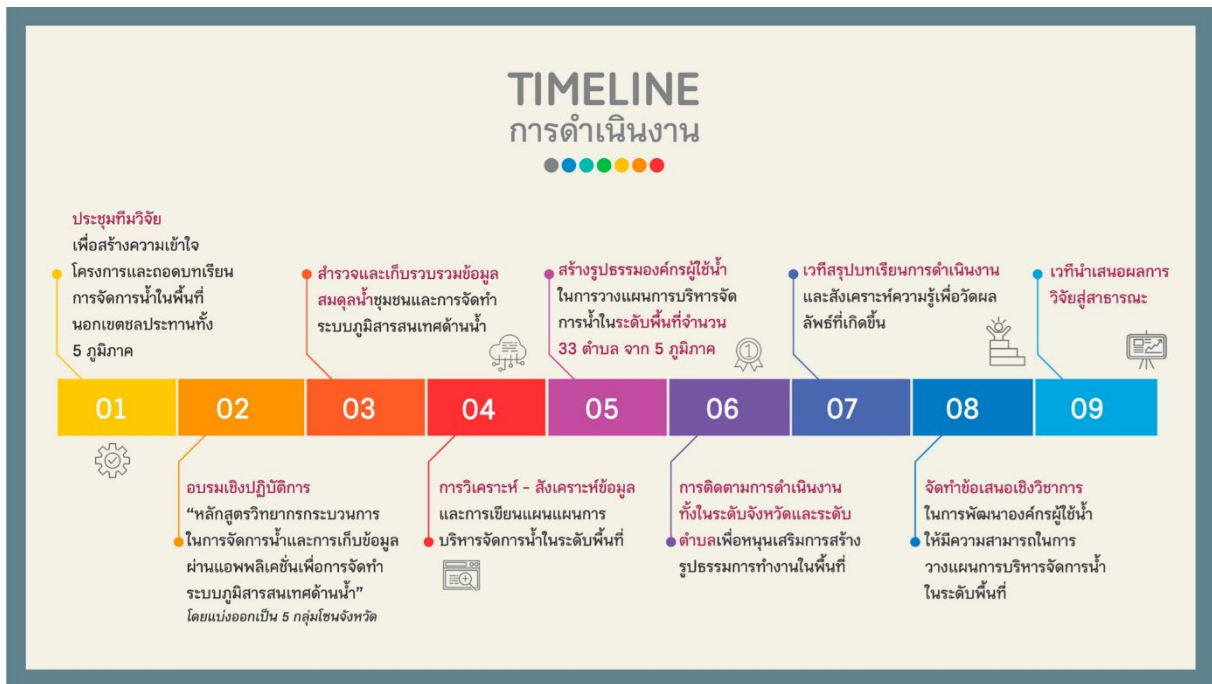 TIMELINE
การดำเนินงาน
ประชุมทีมวิจัย
เพื่อสร้างความเข้าใจ
โครงการและถอดบทเรียน
การจัดการน้ำในพื้นที่
นอกเขตชลประทานทั้ง
5 ภูมิภาค
สำรวจและเก็บรวบรวมข้อมูล
สมดุลน้ำชุมชนและการจัดทำ
ระบบภูมิสารสนเทศด้านน้ำ
สร้างรูปธรรมองค์กรผู้ใช้น้ำ
ในการวางแผนการบริหารจัด
การน้ำในระดับพื้นที่จำนวน
33 ตำบล จาก 5 ภูมิภาค
เวทีสรุปบทเรียนการดำเนินงาน
และสังเคราะห์ความรู้เพื่อวัดผล
ลัพธ์ที่เกิดขึ้น
เวทีนำเสนอผลการ
วิจัยสู่สาธารณะ
01 02 03 04 05 06 07 08 09
อบรมเชิงปฏิบัติการ
“หลักสูตรวิทยากรกระบวนการ
ในการจัดการน้ำและการเก็บข้อมูล
ผ่านแอพพลิเคชั่นเพื่อการจัดทำ
ระบบภูมิสารสนเทศด้านน้ำ”
โดยแบ่งออกเป็น 5 กลุ่มโซนจังหวัด
การวิเคราะห์ - สังเคราะห์ข้อมูล
และการเขียนแผนแผนการ
บริหารจัดการน้ำในระดับพื้นที่
การติดตามการดำเนินงาน
ทั้งในระดับจังหวัดและระดับ
ตำบลเพื่อหนุนเสริมการสร้าง
รูปธรรมการทำงานในพื้นที่
จัดทำข้อเสนอเชิงวิชาการ
ในการพัฒนาองค์กรผู้ใช้น้ำ
ให้มีความสามารถในการ
วางแผนการบริหารจัดการน้ำ
ในระดับพื้นที่